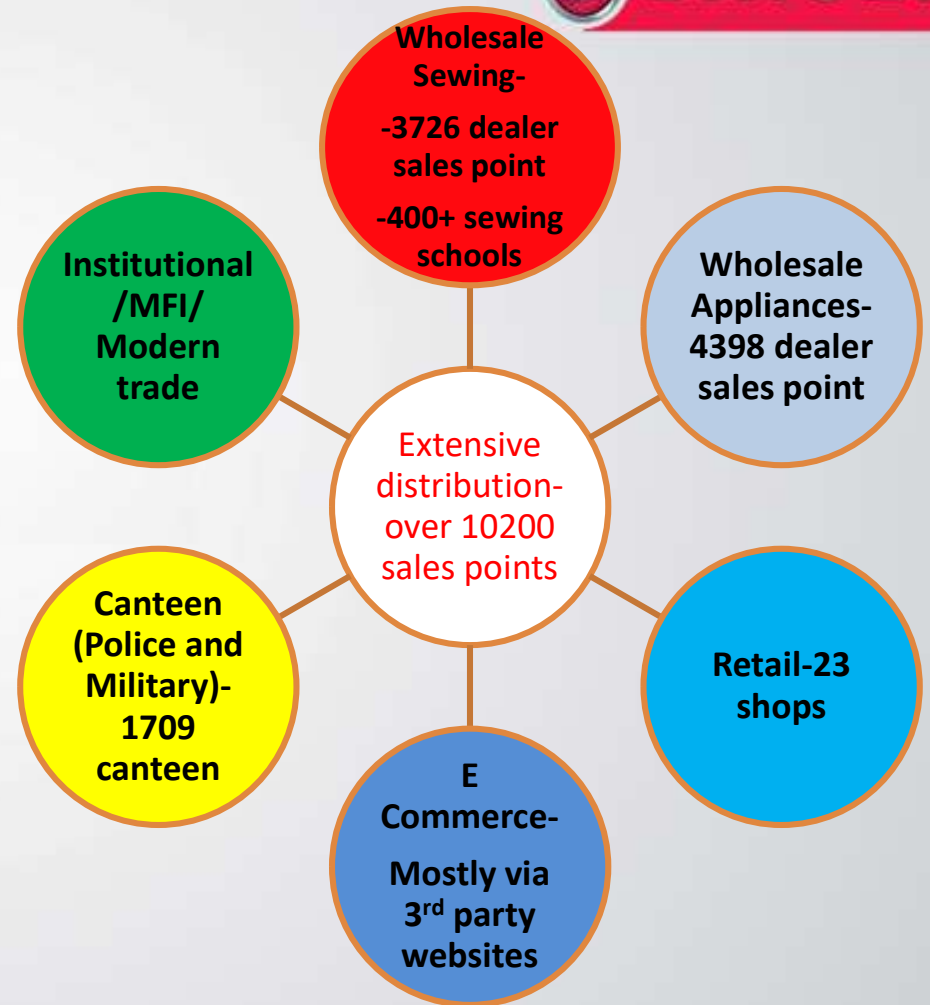 Wholesale
Sewing-
-3726 dealer
sales point
-400+ sewing
schools
Wholesale
Appliances-
4398 dealer
sales point
Retail-23
shops
E
Commerce-
Mostly via
3rd party
websites
Canteen
(Police and
Military)-
1709
canteen
Institutional
/MFI/
Modern
trade
Extensive
distribution-
over 10200
sales points